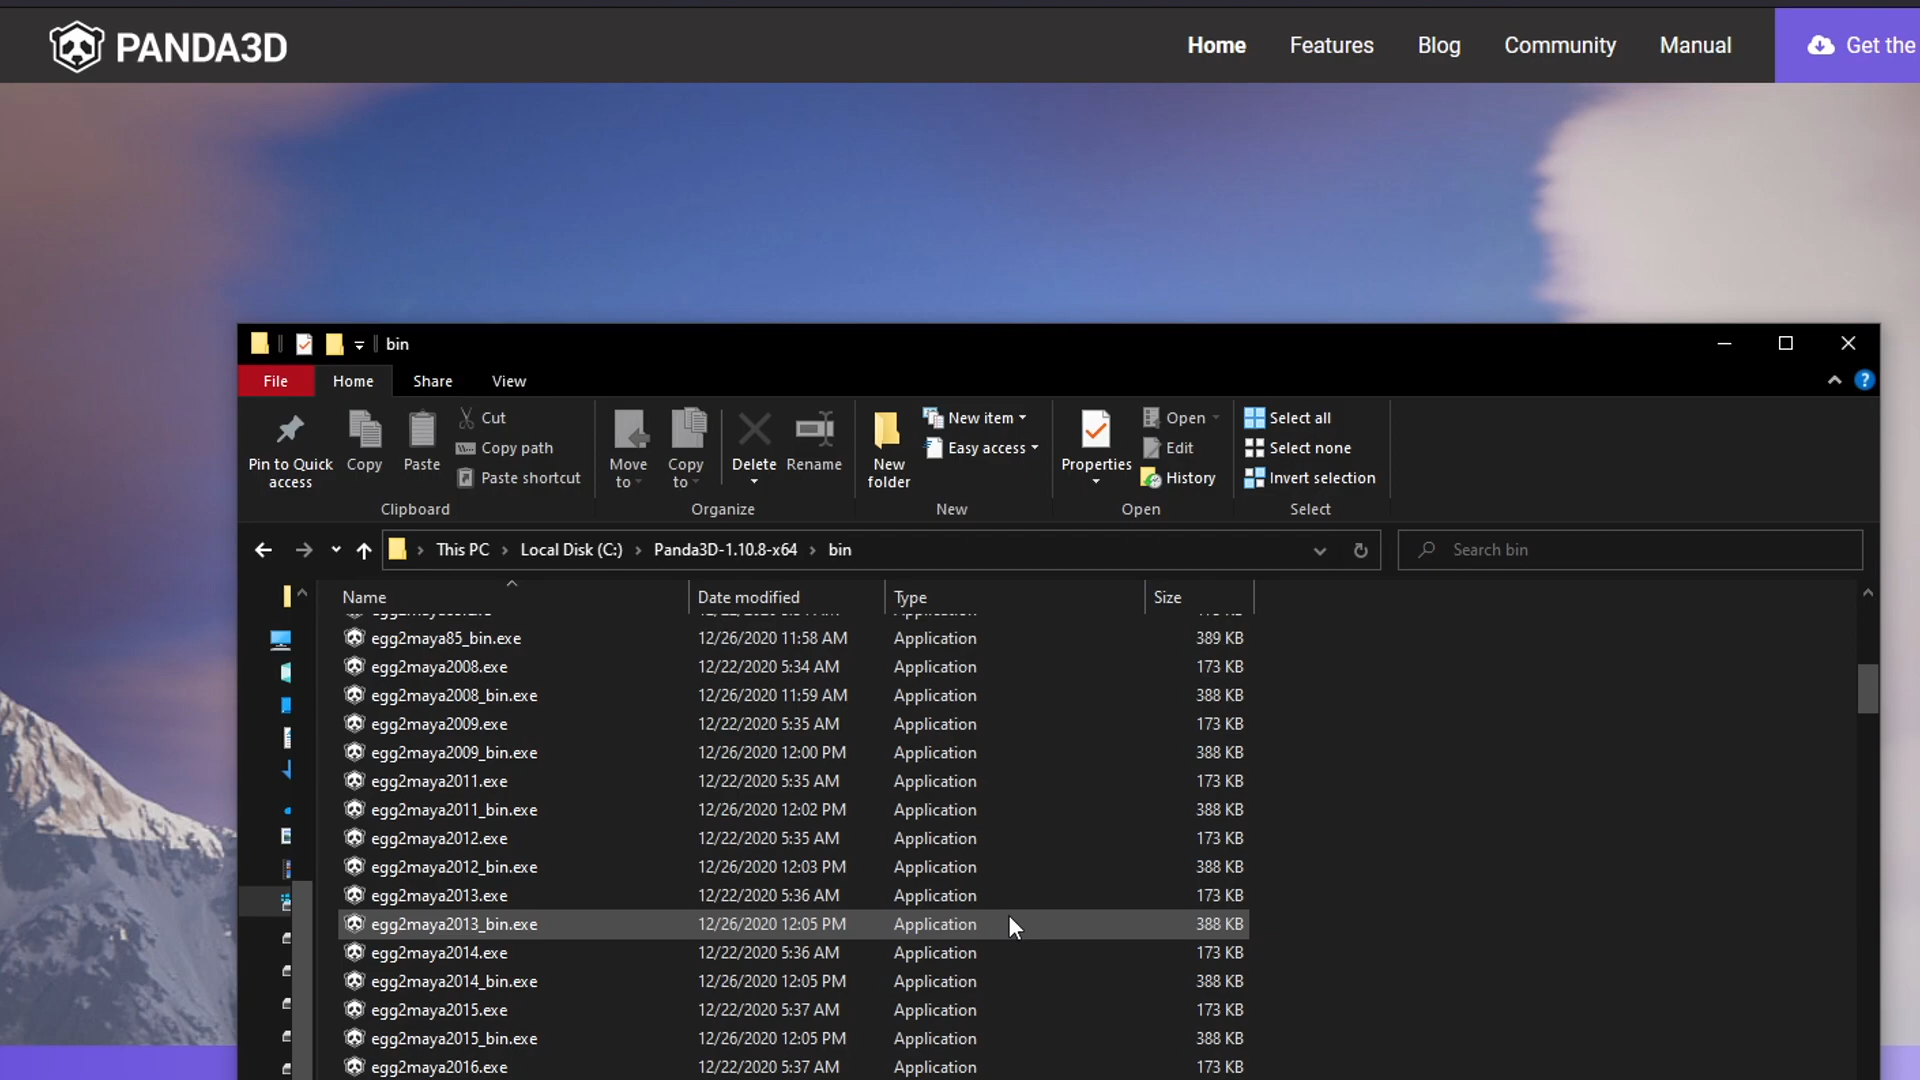 PANDA3D Home Features Blog Community Manual Get the
bin
File Home Share View
Pin to Quick access
Copy
Paste
Cut
Copy path
Paste shortcut
Clipboard
Move to
Copy to
Delete
Rename
Organize
New folder
New item
Easy access
New
Properties
Open
Edit
History
Open
Select all
Select none
Invert selection
Select
This PC > Local Disk (C:) > Panda3D-1.10.8-x64 > bin
Search bin
Name Date modified Type Size
egg2maya85_bin.exe 12/26/2020 11:58 AM Application 389 KB
egg2maya2008.exe 12/22/2020 5:34 AM Application 173 KB
egg2maya2008_bin.exe 12/26/2020 11:59 AM Application 388 KB
egg2maya2009.exe 12/22/2020 5:35 AM Application 173 KB
egg2maya2009_bin.exe 12/26/2020 12:00 PM Application 388 KB
egg2maya2011.exe 12/22/2020 5:35 AM Application 173 KB
egg2maya2011_bin.exe 12/26/2020 12:02 PM Application 388 KB
egg2maya2012.exe 12/22/2020 5:35 AM Application 173 KB
egg2maya2012_bin.exe 12/26/2020 12:03 PM Application 388 KB
egg2maya2013.exe 12/22/2020 5:36 AM Application 173 KB
egg2maya2013_bin.exe 12/26/2020 12:05 PM Application 388 KB
egg2maya2014.exe 12/22/2020 5:36 AM Application 173 KB
egg2maya2014_bin.exe 12/26/2020 12:05 PM Application 388 KB
egg2maya2015.exe 12/22/2020 5:37 AM Application 173 KB
egg2maya2015_bin.exe 12/26/2020 12:05 PM Application 388 KB
egg2maya2016.exe 12/22/2020 5:37 AM Application 173 KB